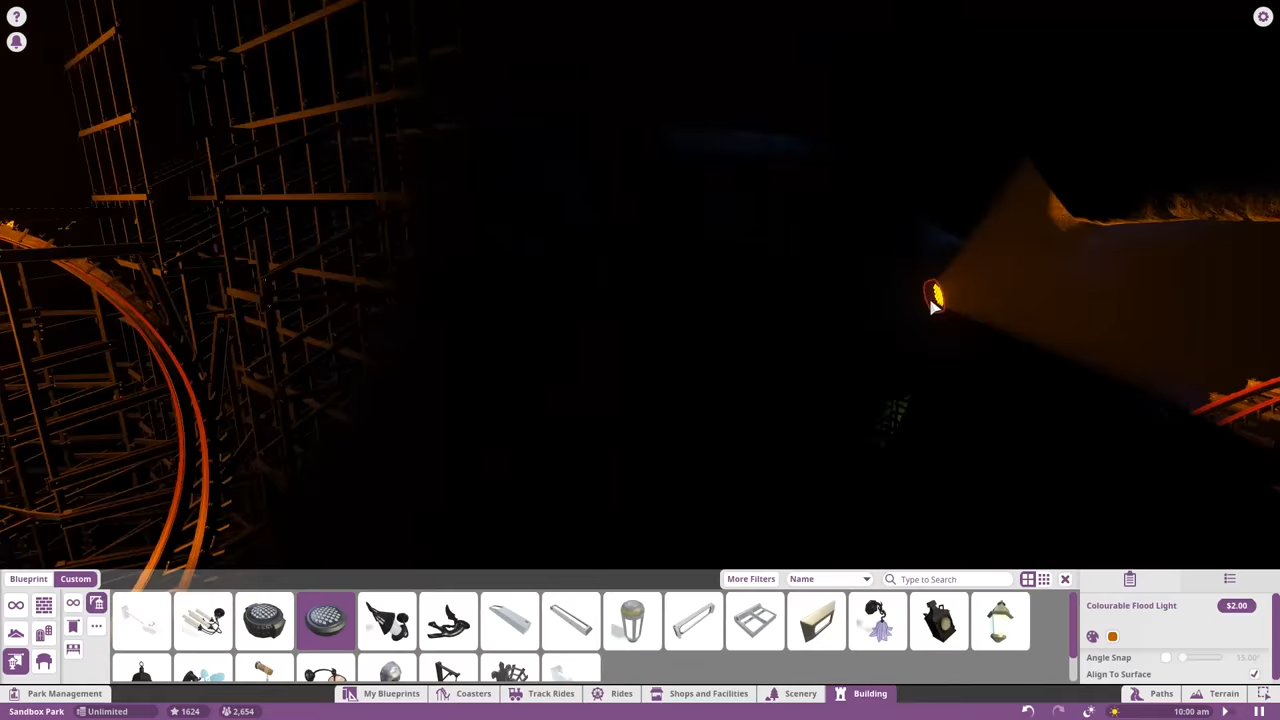 ?
Blueprint
Custom
More Filters
Name
Type to Search
Colourable Flood Light
$2.00
Angle Snap
15.00°
Align To Surface
Park Management
My Blueprints
Coasters
Track Rides
Rides
Shops and Facilities
Scenery
Building
Paths
Terrain
Sandbox Park
Unlimited
1624
2,654
10:00 am